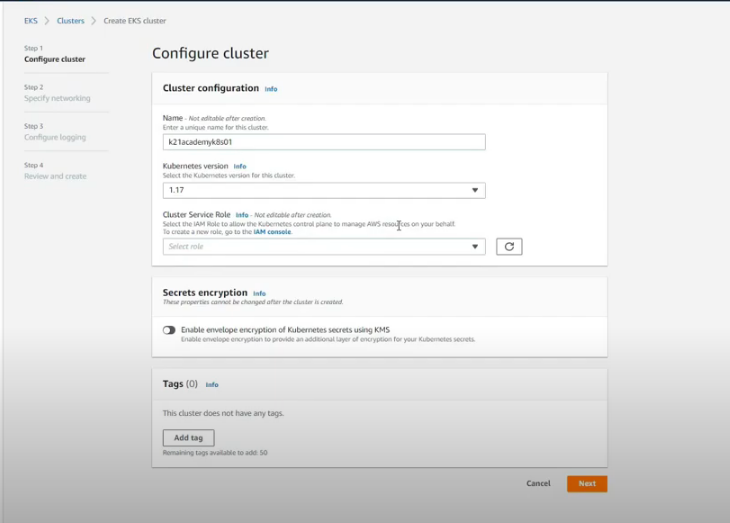 EKS > Clusters > Create EKS cluster
Step 1
Configure cluster
Step 2
Specify networking
Step 3
Configure logging
Step 4
Review and create
Configure cluster
Cluster configuration Info
Name - Not editable after creation.
Enter a unique name for this cluster.
k21academyk8s01
Kubernetes version Info
Select the Kubernetes version for this cluster.
1.17
Cluster Service Role Info - Not editable after creation.
Select the IAM Role to allow the Kubernetes control plane to manage AWS resources on your behalf.
To create a new role, go to the IAM console.
Select role
Secrets encryption Info
These properties cannot be changed after the cluster is created.
Enable envelope encryption of Kubernetes secrets using KMS
Enable envelope encryption to provide an additional layer of encryption for your Kubernetes secrets.
Tags (0) Info
This cluster does not have any tags.
Add tag
Remaining tags available to add: 50
Cancel Next